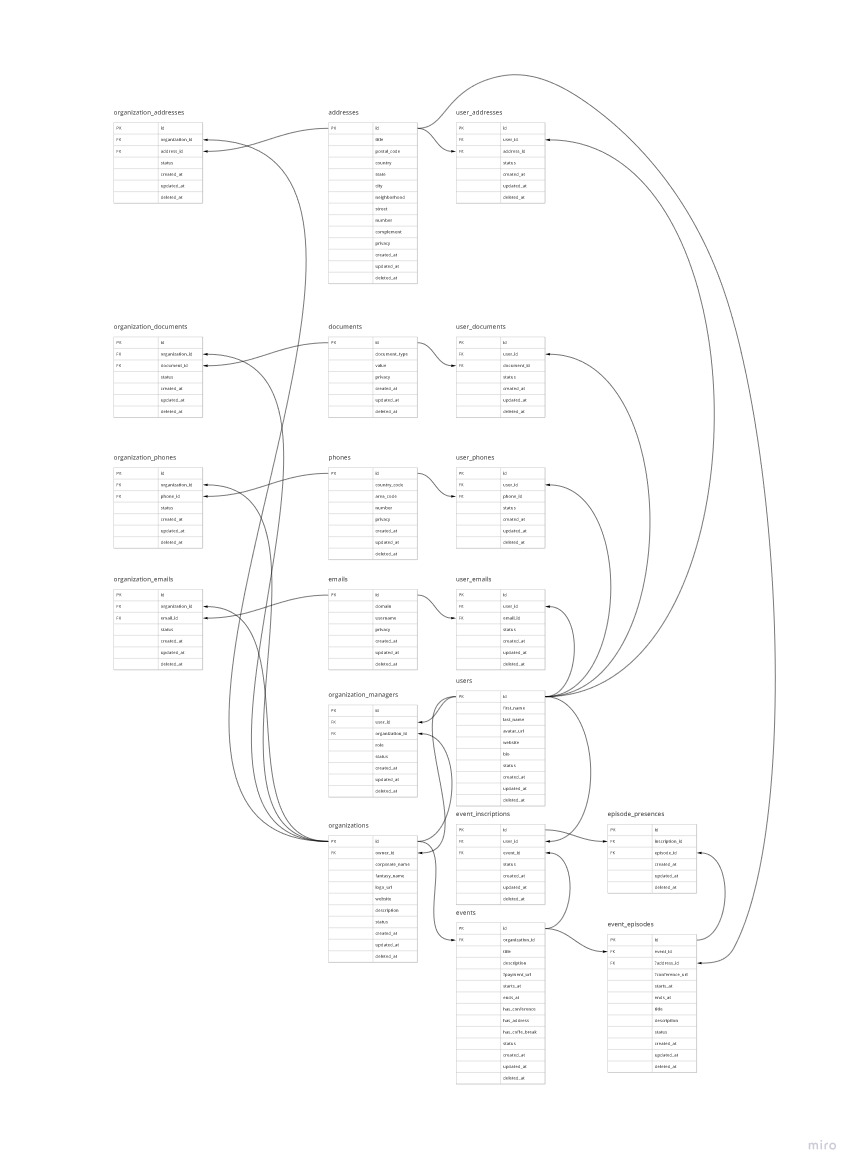 organization_addresses
PK id
FK organization_id
FK address_id
status
created_at
updated_at
deleted_at
addresses
PK id
title
postal_code
country
state
city
neighborhood
street
number
complement
privacy
created_at
updated_at
deleted_at
user_addresses
PK id
FK user_id
FK address_id
status
created_at
updated_at
deleted_at
organization_documents
PK id
FK organization_id
FK document_id
status
created_at
updated_at
deleted_at
documents
PK id
document_type
value
privacy
created_at
updated_at
deleted_at
user_documents
PK id
FK user_id
FK document_id
status
created_at
updated_at
deleted_at
organization_phones
PK id
FK organization_id
FK phone_id
status
created_at
updated_at
deleted_at
phones
PK id
country_code
area_code
number
privacy
created_at
updated_at
deleted_at
user_phones
PK id
FK user_id
FK phone_id
status
created_at
updated_at
deleted_at
organization_emails
PK id
FK organization_id
FK email_id
status
created_at
updated_at
deleted_at
emails
PK id
domain
username
privacy
created_at
updated_at
deleted_at
user_emails
PK id
FK user_id
FK email_id
status
created_at
updated_at
deleted_at
organization_managers
PK id
FK user_id
FK organization_id
role
status
created_at
updated_at
deleted_at
users
PK id
first_name
last_name
avatar_url
website
bio
status
created_at
updated_at
deleted_at
organizations
PK id
FK owner_id
corporate_name
fantasy_name
logo_url
website
description
status
created_at
updated_at
deleted_at
event_inscriptions
PK id
FK user_id
FK event_id
status
created_at
updated_at
deleted_at
episode_presences
PK id
FK inscription_id
FK episode_id
created_at
updated_at
deleted_at
events
PK id
FK organization_id
title
description
?payment_url
starts_at
ends_at
has_conference
has_address
has_coffe_break
status
created_at
updated_at
deleted_at
event_episodes
PK id
FK event_id
FK ?address_id
?conference_url
starts_at
ends_at
title
description
status
created_at
updated_at
deleted_at
miro